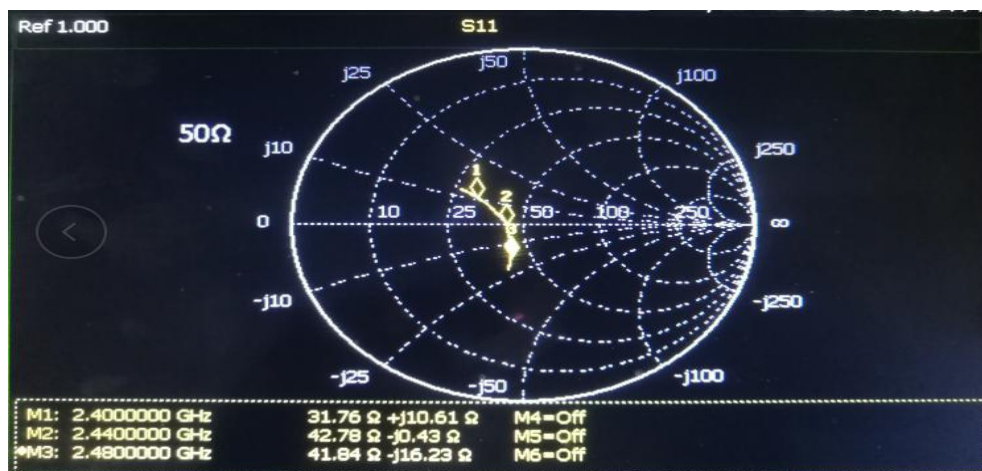 Ref 1.000
S11
50Ω
j50
j25
j100
j10
j250
1
2
0
10
25
50
100
250
∞
-j10
-j250
-j25
-j50
-j100
M1: 2.4000000 GHz 31.76 Ω +j10.61 Ω M4=Off
M2: 2.4400000 GHz 42.78 Ω -j0.43 Ω M5=Off
M3: 2.4800000 GHz 41.84 Ω -j16.23 Ω M6=Off